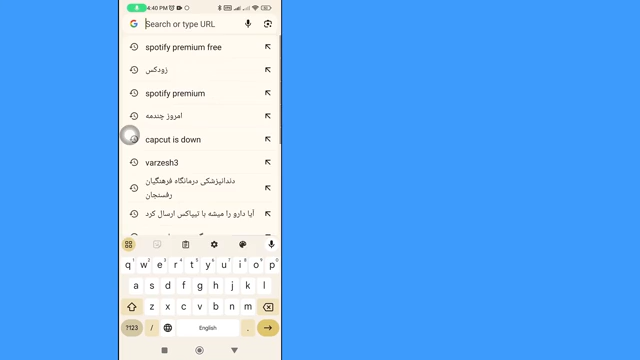 4:40 PM
Search or type URL
spotify premium free
زودکس
spotify premium
امروز چندمه
capcut is down
varzesh3
دندانپزشکی درمانگاه فرهنگیان
رفسنجان
آیا دارو را میشه با تیپاکس ارسال کرد
q w e r t y u i o p
a s d f g h j k l
z x c v b n m
?123 / English .